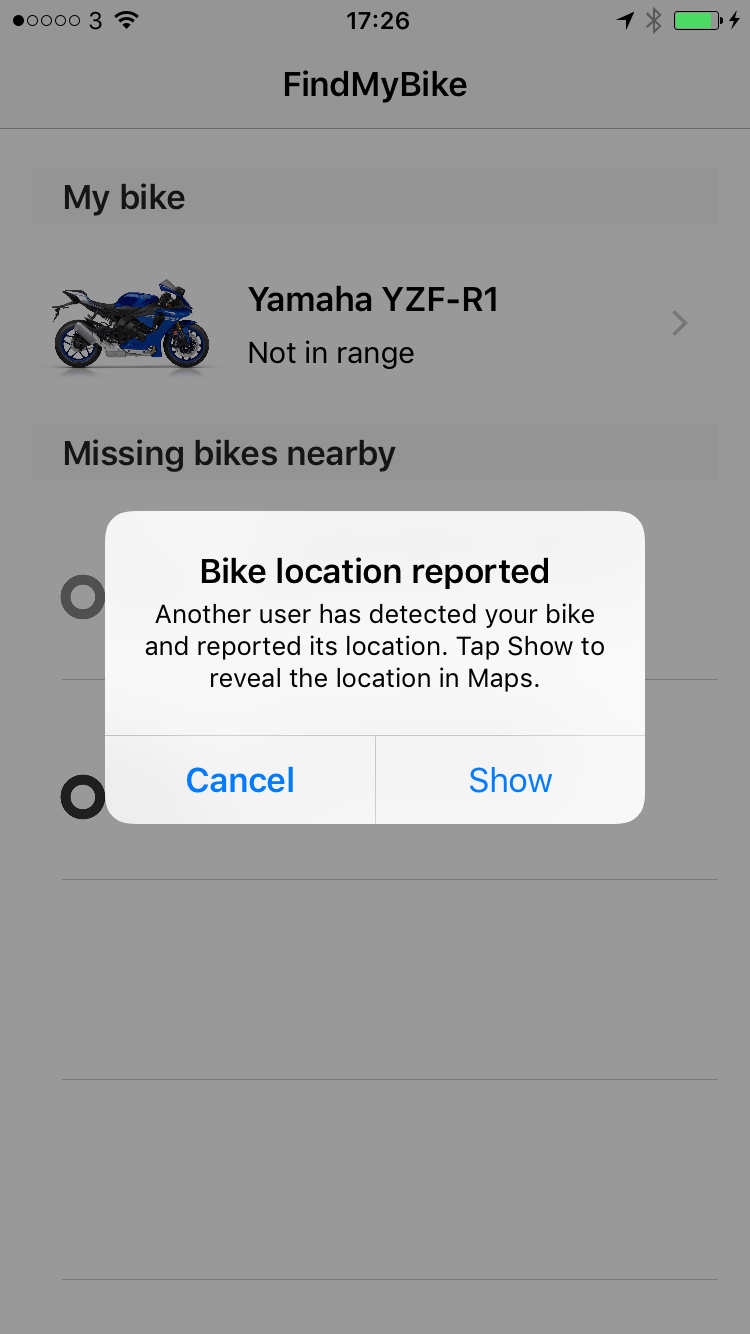 3
17:26
FindMyBike
My bike
Yamaha YZF-R1
Not in range
Missing bikes nearby
Bike location reported
Another user has detected your bike
and reported its location. Tap Show to
reveal the location in Maps.
Cancel
Show